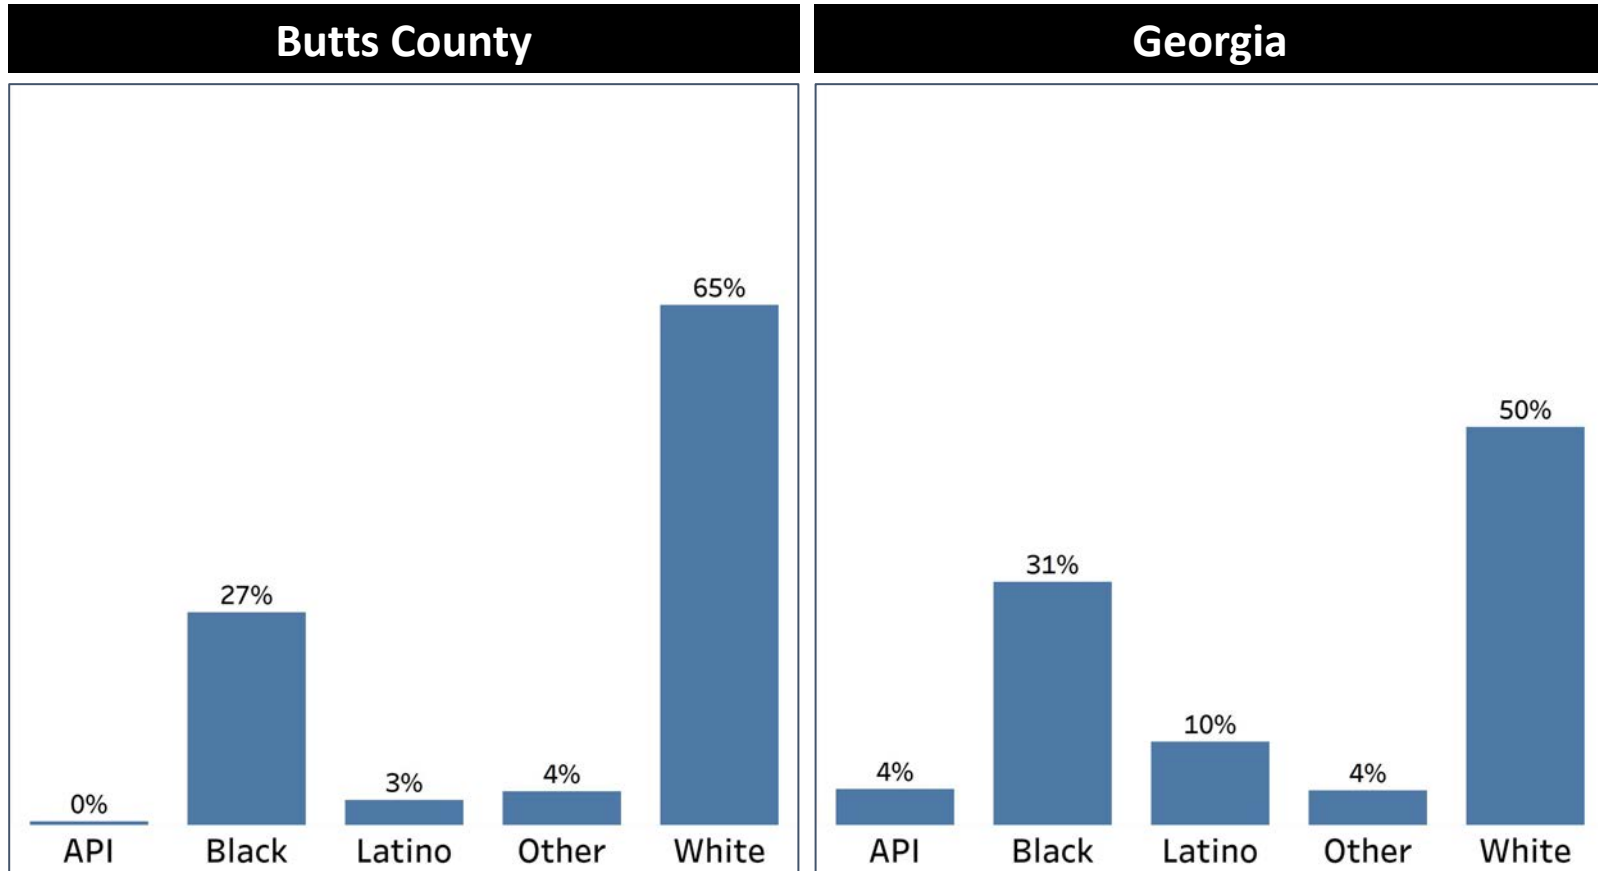 Butts County
65%
27%
4%
3%
0%
API Black Latino Other White
Georgia
50%
31%
10%
4%
4%
API Black Latino Other White